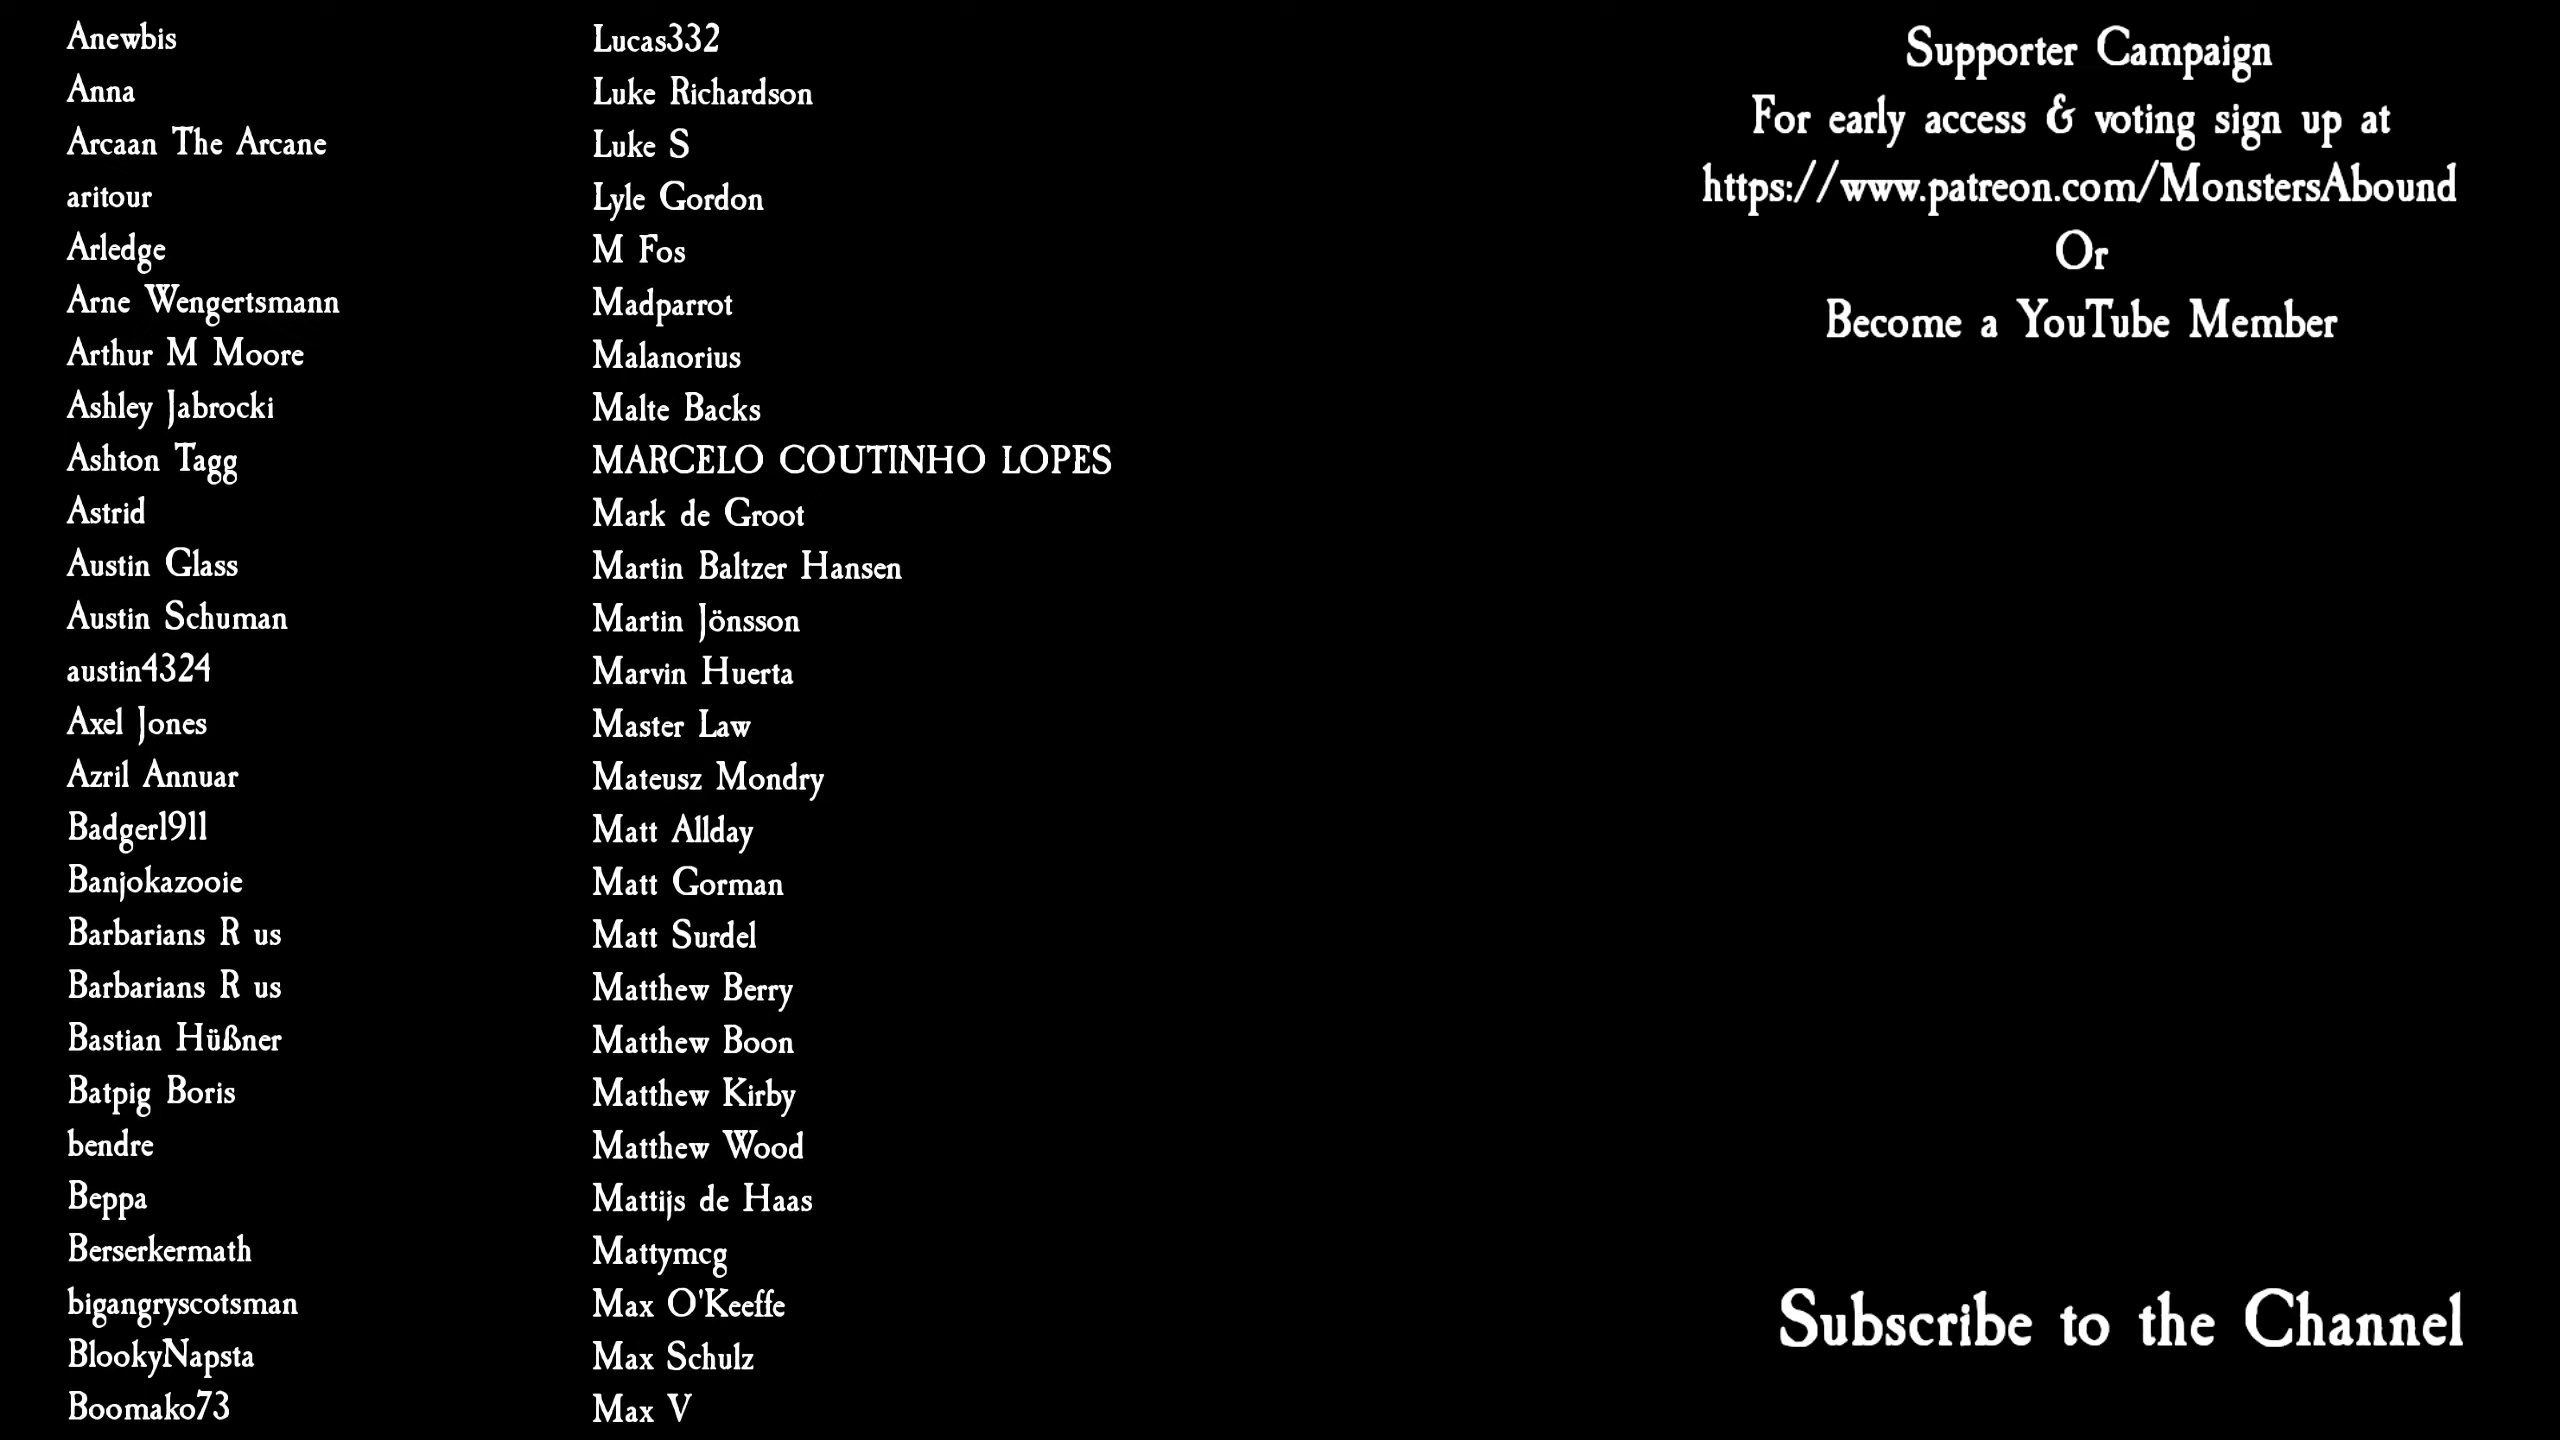 Anewbis
Anna
Arcaan The Arcane
aritour
Arledge
Arne Wengertsmann
Arthur M Moore
Ashley Jabrocki
Ashton Tagg
Astrid
Austin Glass
Austin Schuman
austin4324
Axel Jones
Azril Annuar
Badger1911
Banjokazooie
Barbarians R us
Barbarians R us
Bastian Hüßner
Batpig Boris
bendre
Beppa
Berserkermath
bigangryscotsman
BlookyNapsta
Boomako73
Lucas332
Luke Richardson
Luke S
Lyle Gordon
M Fos
Madparrot
Malanorius
Malte Backs
MARCELO COUTINHO LOPES
Mark de Groot
Martin Baltzer Hansen
Martin Jönsson
Marvin Huerta
Master Law
Mateusz Mondry
Matt Allday
Matt Gorman
Matt Surdel
Matthew Berry
Matthew Boon
Matthew Kirby
Matthew Wood
Mattijs de Haas
Mattymcg
Max O'Keeffe
Max Schulz
Max V
Supporter Campaign
For early access & voting sign up at
https://www.patreon.com/MonstersAbound
Or
Become a YouTube Member
Subscribe to the Channel